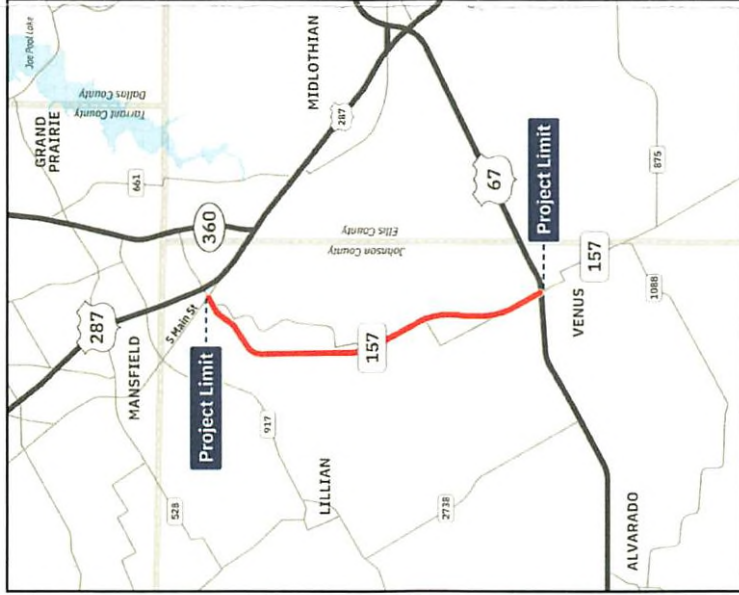 Joe Pool Lake
GRAND
PRAIRIE
Tarrant County
Dallas County
661
MIDLOTHIAN
287
360
287
MANSFIELD
S Main St
Project Limit
528
917
LILLIAN
Johnson County
Ellis County
157
67
Project Limit
2738
VENUS
157
875
1088
ALVARADO